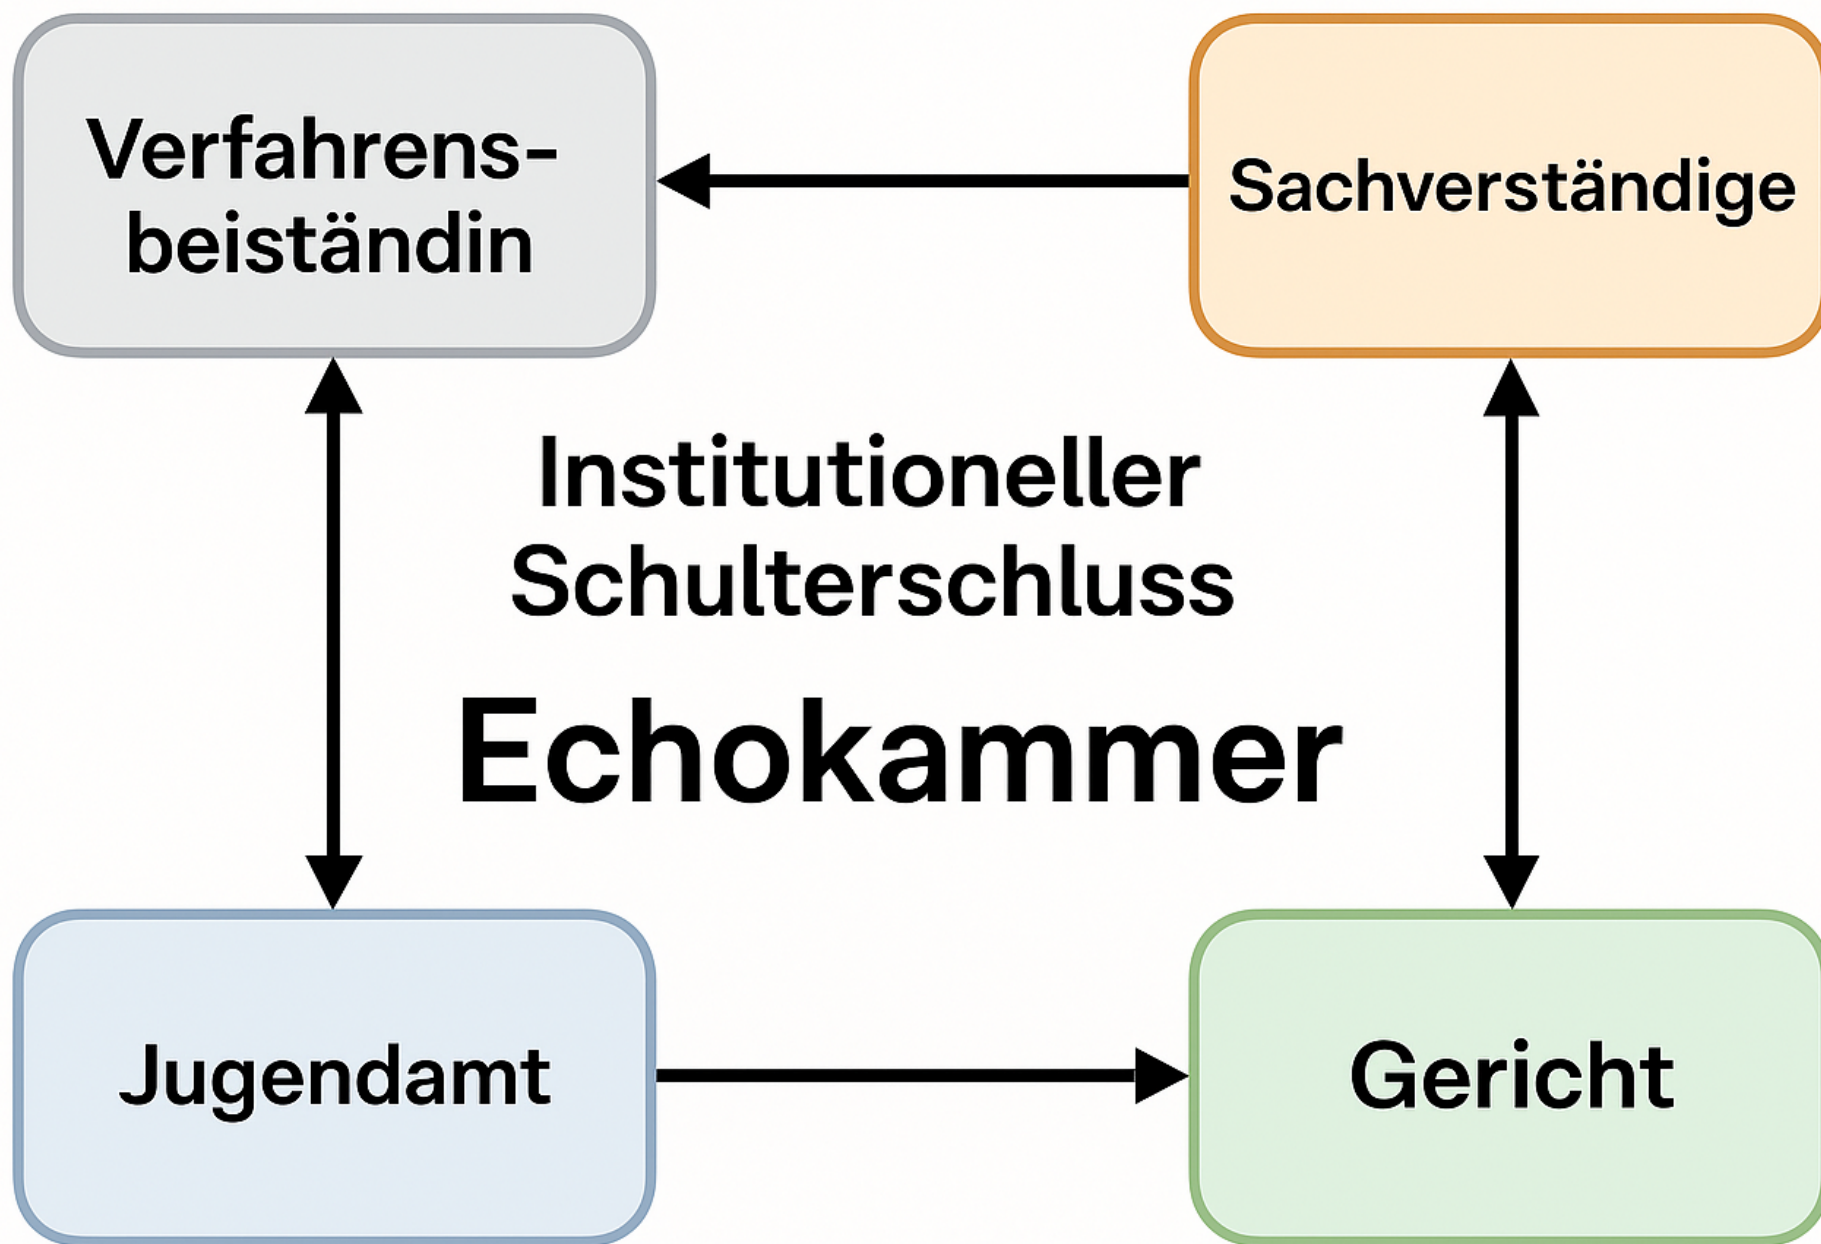 Verfahrens-
beiständin
Sachverständige
Institutioneller
Schulterschluss
Echokammer
Jugendamt
Gericht